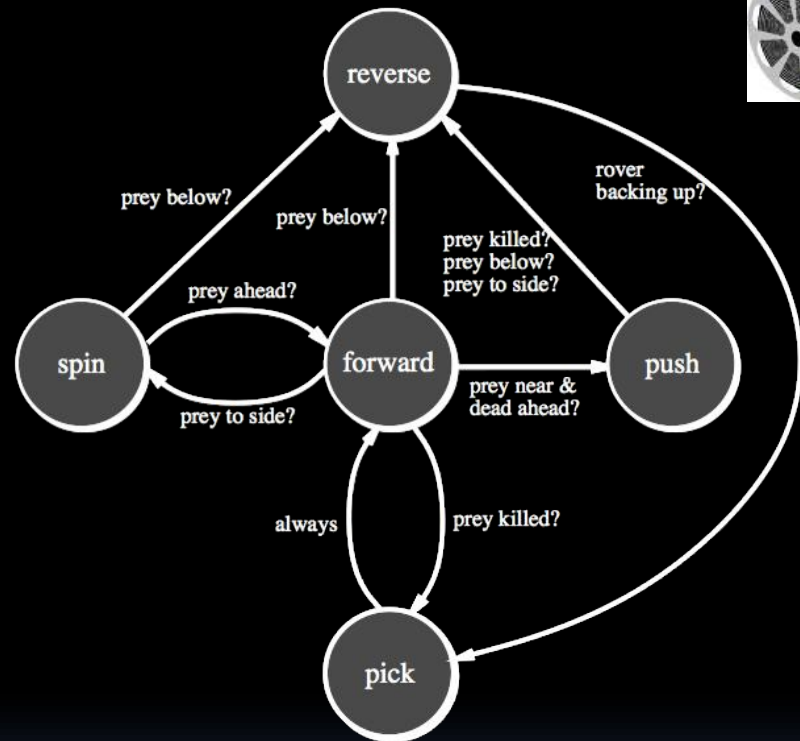 reverse
rover
backing up?
prey below?
prey below?
prey killed?
prey below?
prey to side?
prey ahead?
spin
forward
push
prey near &
dead ahead?
prey to side?
always
prey killed?
pick